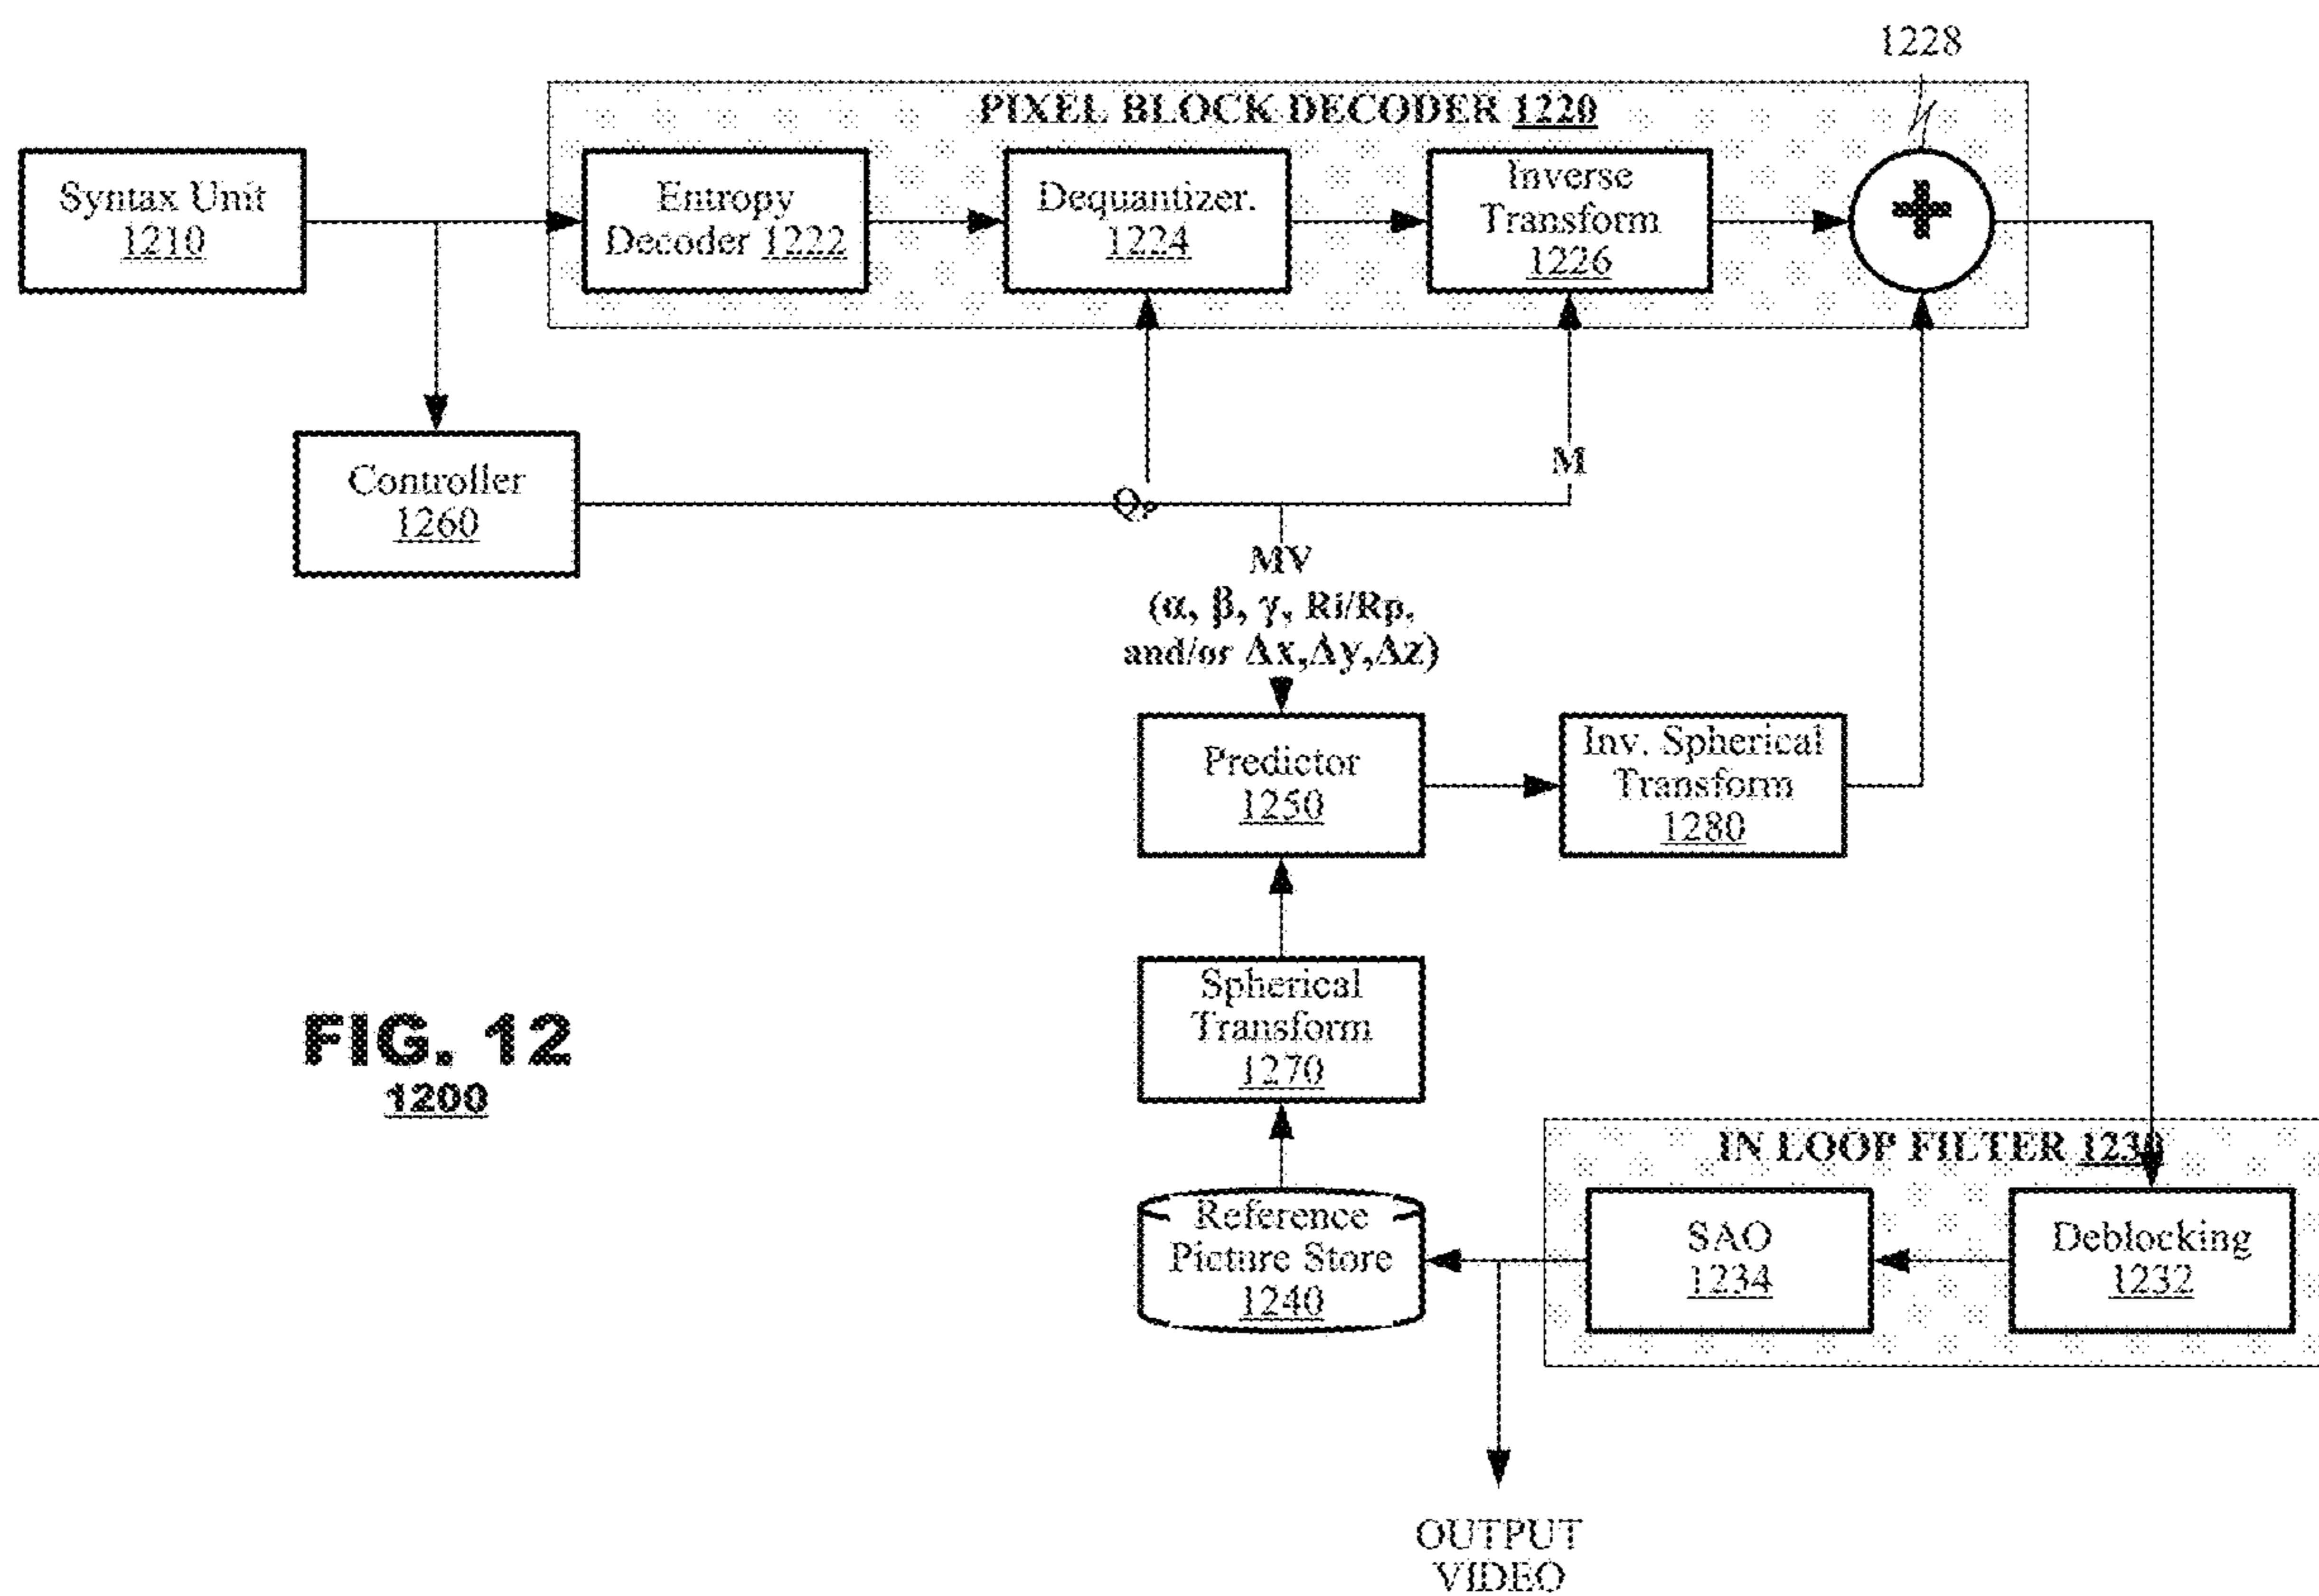 1228
PIXEL BLOCK DECODER 1220
Syntax Unit
1210
Entropy
Decoder 1222
Dequantizer.
1224
Inverse
Transform
1226
Controller
1260
Qp
M
MV
(α, β, γ, Ri/Rp,
and/or Δx,Δy,Δz)
Predictor
1250
Inv. Spherical
Transform
1280
Spherical
Transform
1270
FIG. 12
1200
IN LOOP FILTER 1230
Reference
Picture Store
1240
SAO
1234
Deblocking
1232
OUTPUT
VIDEO